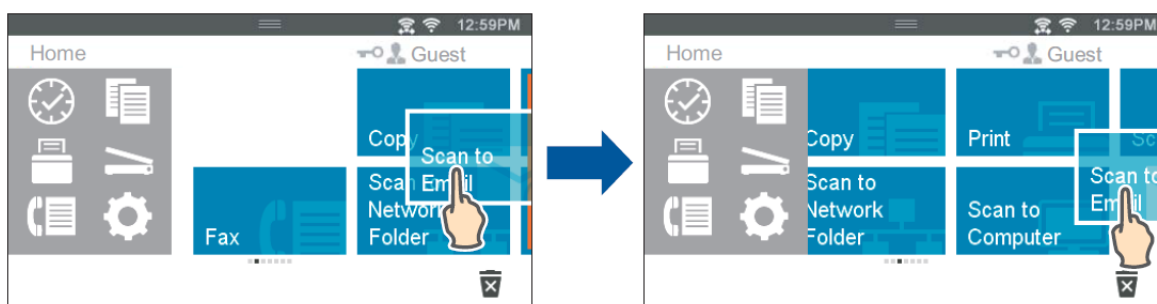 12:59PM
Home
Guest
Copy
Scan to
Email
Scan
Network
Folder
Fax
12:59PM
Home
Guest
Copy
Print
Sc
Scan to
Network
Folder
Scan to
Computer
Scan to
Email